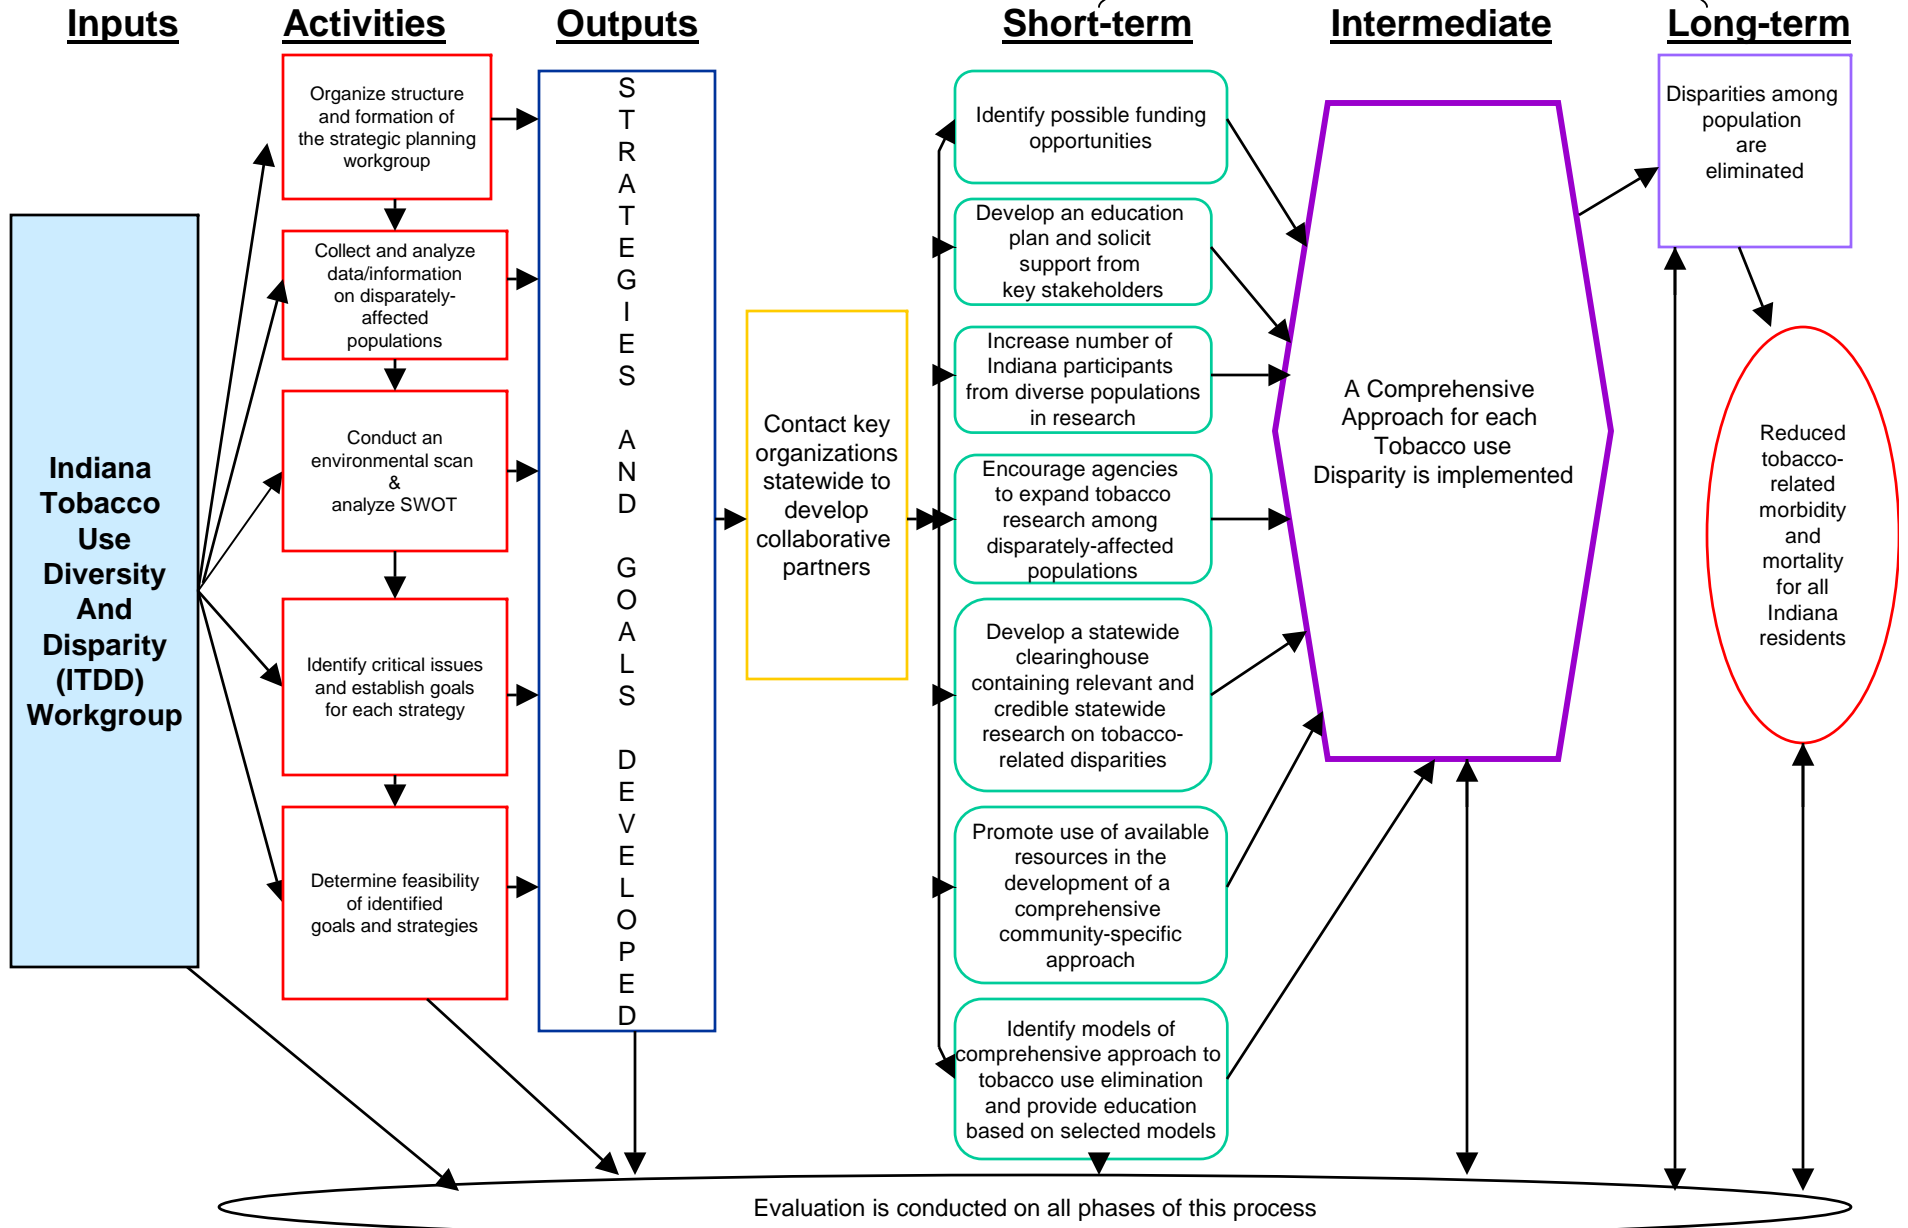 Inputs
Activities
Outputs
Short-term
Intermediate
Long-term
Indiana
Tobacco
Use
Diversity
And
Disparity
(ITDD)
Workgroup
Organize structure
and formation of
the strategic planning
workgroup
Collect and analyze
data/information
on disparately-
affected
populations
Conduct an
environmental scan
&
analyze SWOT
Identify critical issues
and establish goals
for each strategy
Determine feasibility
of identified
goals and strategies
STRATEGIES AND GOALS DEVELOPED
Contact key
organizations
statewide to
develop
collaborative
partners
Identify possible funding
opportunities
Develop an education
plan and solicit
support from
key stakeholders
Increase number of
Indiana participants
from diverse populations
in research
Encourage agencies
to expand tobacco
research among
disparately-affected
populations
Develop a statewide
clearinghouse
containing relevant and
credible statewide
research on tobacco-
related disparities
Promote use of available
resources in the
development of a
comprehensive
community-specific
approach
Identify models of
comprehensive approach to
tobacco use elimination
and provide education
based on selected models
A Comprehensive
Approach for each
Tobacco use
Disparity is implemented
Disparities among
population
are
eliminated
Reduced
tobacco-
related
morbidity
and
mortality
for all
Indiana
residents
Evaluation is conducted on all phases of this process